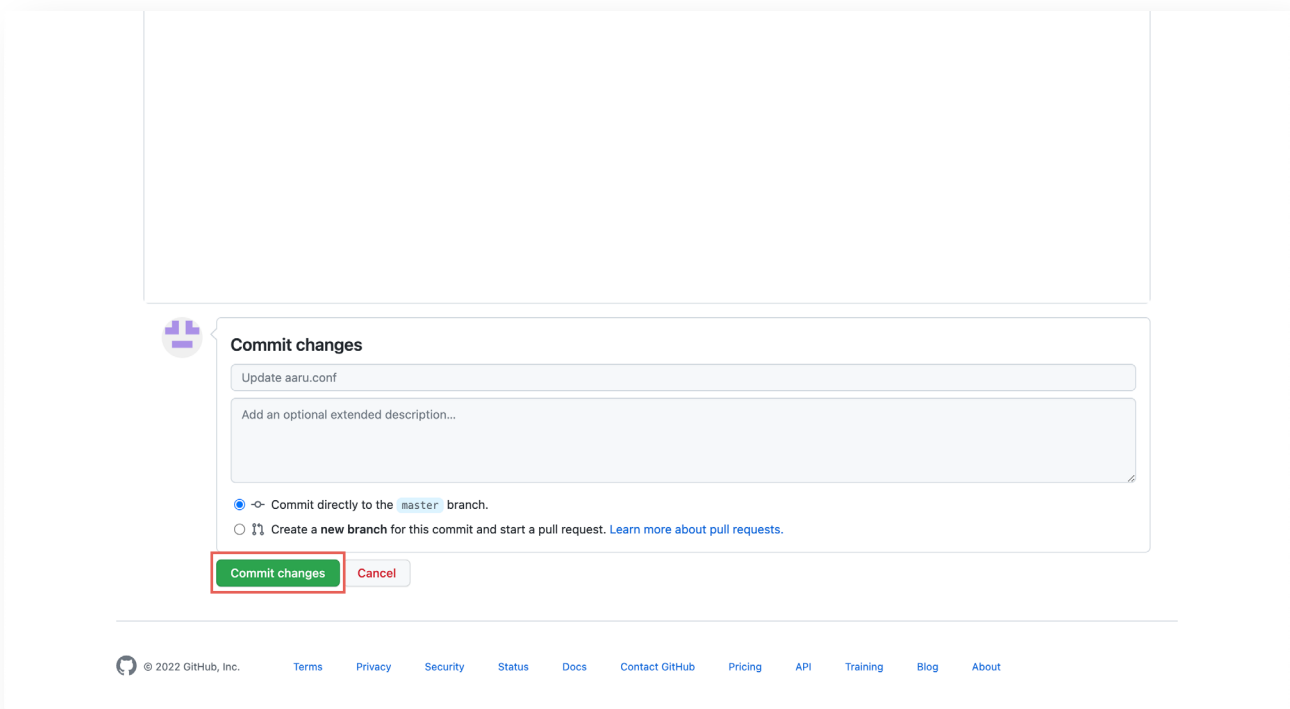 Commit changes
Update aaru.conf
Add an optional extended description...
Commit directly to the master branch.
Create a new branch for this commit and start a pull request. Learn more about pull requests.
Commit changes Cancel
© 2022 GitHub, Inc. Terms Privacy Security Status Docs Contact GitHub Pricing API Training Blog About